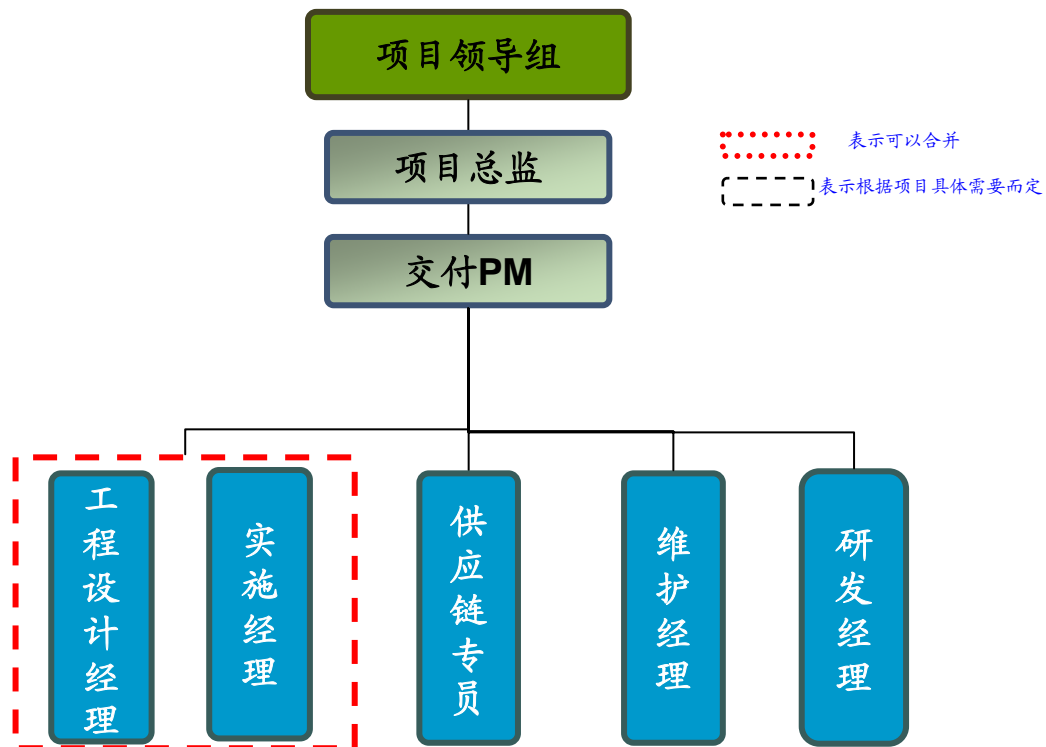 项目领导组
项目总监
表示可以合并
表示根据项目具体需要而定
交付PM
工程设计经理
实施经理
供应链专员
维护经理
研发经理